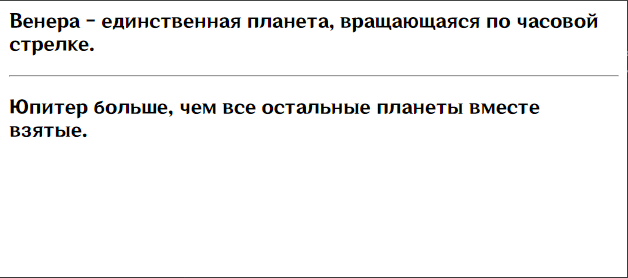 Венера – единственная планета, вращающаяся по часовой
стрелке.
Юпитер больше, чем все остальные планеты вместе
взятые.